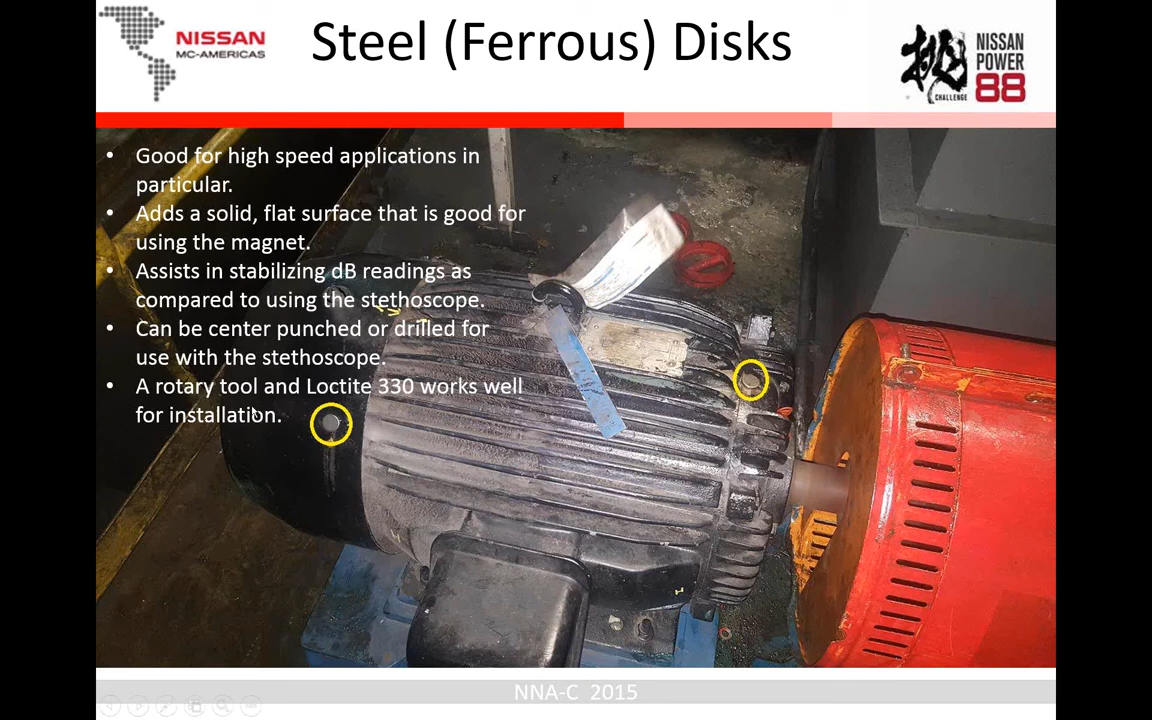 NISSAN
MC-AMERICAS
Steel (Ferrous) Disks
挑
CHALLENGE
NISSAN
POWER
88
• Good for high speed applications in
particular.
• Adds a solid, flat surface that is good for
using the magnet.
• Assists in stabilizing dB readings as
compared to using the stethoscope.
• Can be center punched or drilled for
use with the stethoscope.
• A rotary tool and Loctite 330 works well
for installation.
NNA-C 2015